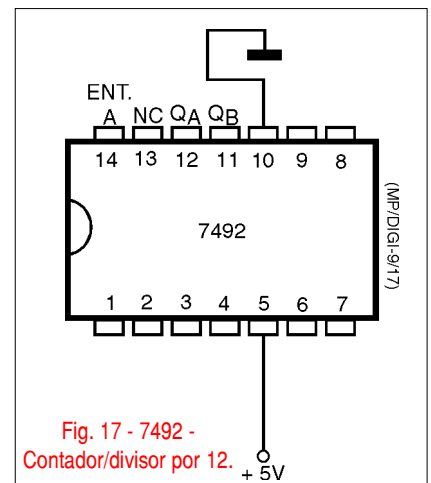 ENT.
A NC QA QB
14 13 12 11 10 9 8
7492
(MP/DIGI-9/17)
1 2 3 4 5 6 7
Fig. 17 - 7492 -
Contador/divisor por 12.
+ 5V